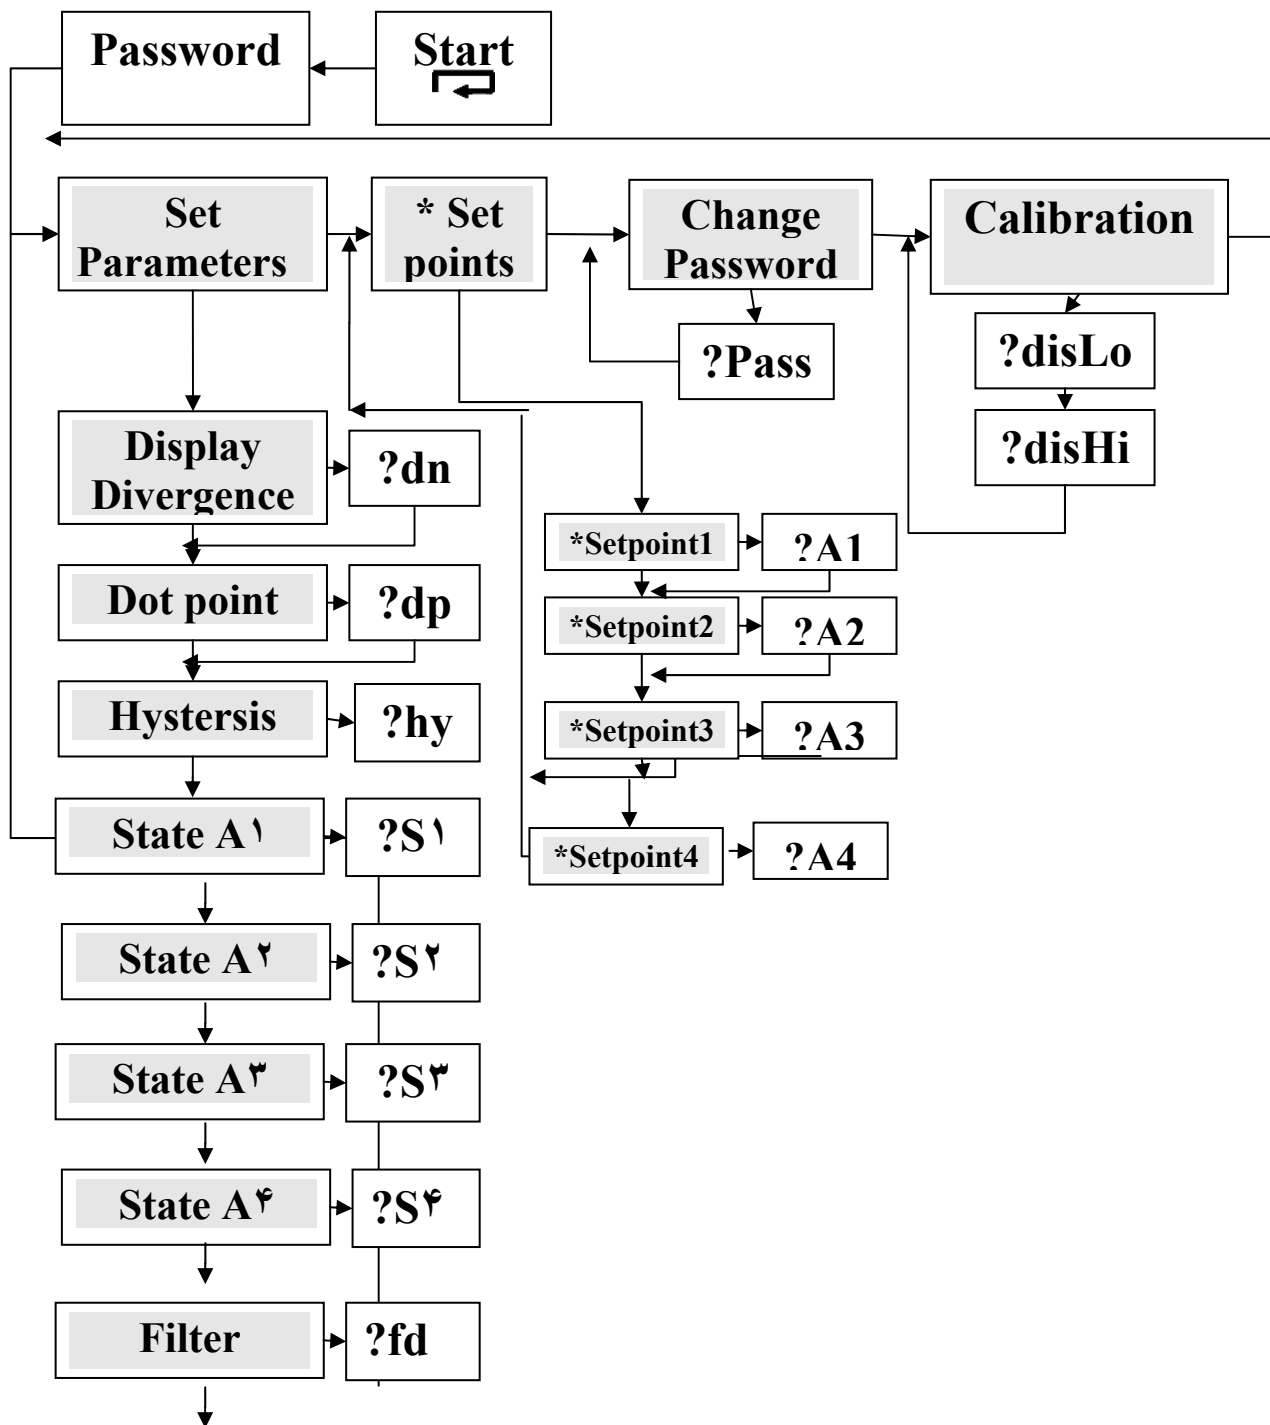 Password
Start
Set
Parameters
* Set
points
Change
Password
Calibration
?Pass
?disLo
?disHi
Display
Divergence
?dn
*Setpoint1
?A1
Dot point
?dp
*Setpoint2
?A2
Hystersis
?hy
*Setpoint3
?A3
State A۱
?S۱
*Setpoint4
?A4
State A۲
?S۲
State A۳
?S۳
State A۴
?S۴
Filter
?fd